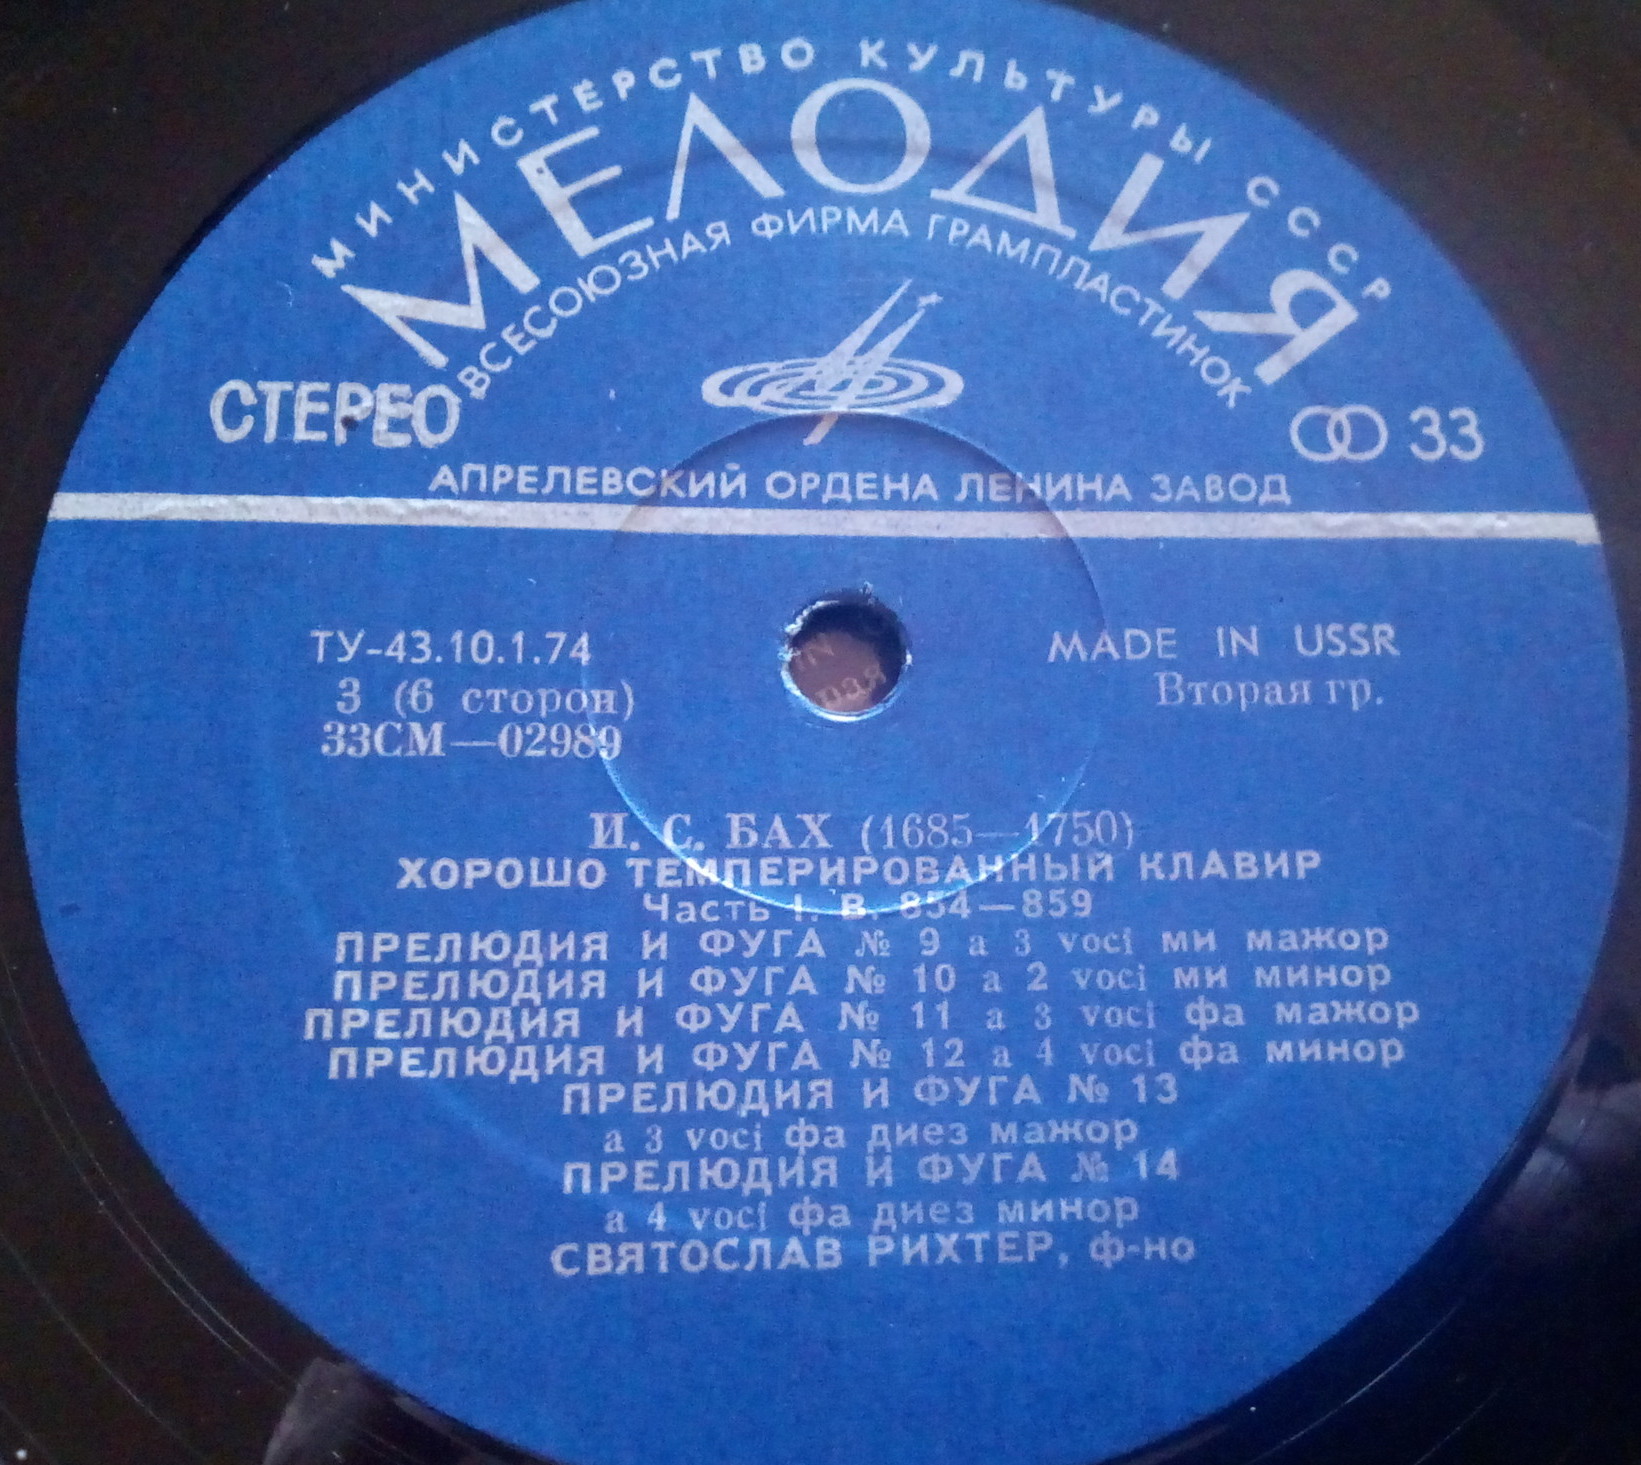 МИНИСТЕРСТВО КУЛЬТУРЫ СССР
МЕЛОДИЯ
ВСЕСОЮЗНАЯ ФИРМА ГРАМПЛАСТИНОК
СТЕРЕО
33
АПРЕЛЕВСКИЙ ОРДЕНА ЛЕНИНА ЗАВОД
ТУ-43.10.1.74
MADE IN USSR
3 (6 сторон)
Вторая гр.
33СМ—02989
И. С. БАХ (1685—1750)
ХОРОШО ТЕМПЕРИРОВАННЫЙ КЛАВИР
Часть I. В. 854—859
ПРЕЛЮДИЯ И ФУГА № 9 a 3 voci ми мажор
ПРЕЛЮДИЯ И ФУГА № 10 a 2 voci ми минор
ПРЕЛЮДИЯ И ФУГА № 11 a 3 voci фа мажор
ПРЕЛЮДИЯ И ФУГА № 12 a 4 voci фа минор
ПРЕЛЮДИЯ И ФУГА № 13
a 3 voci фа диез мажор
ПРЕЛЮДИЯ И ФУГА № 14
a 4 voci фа диез минор
СВЯТОСЛАВ РИХТЕР, ф-но